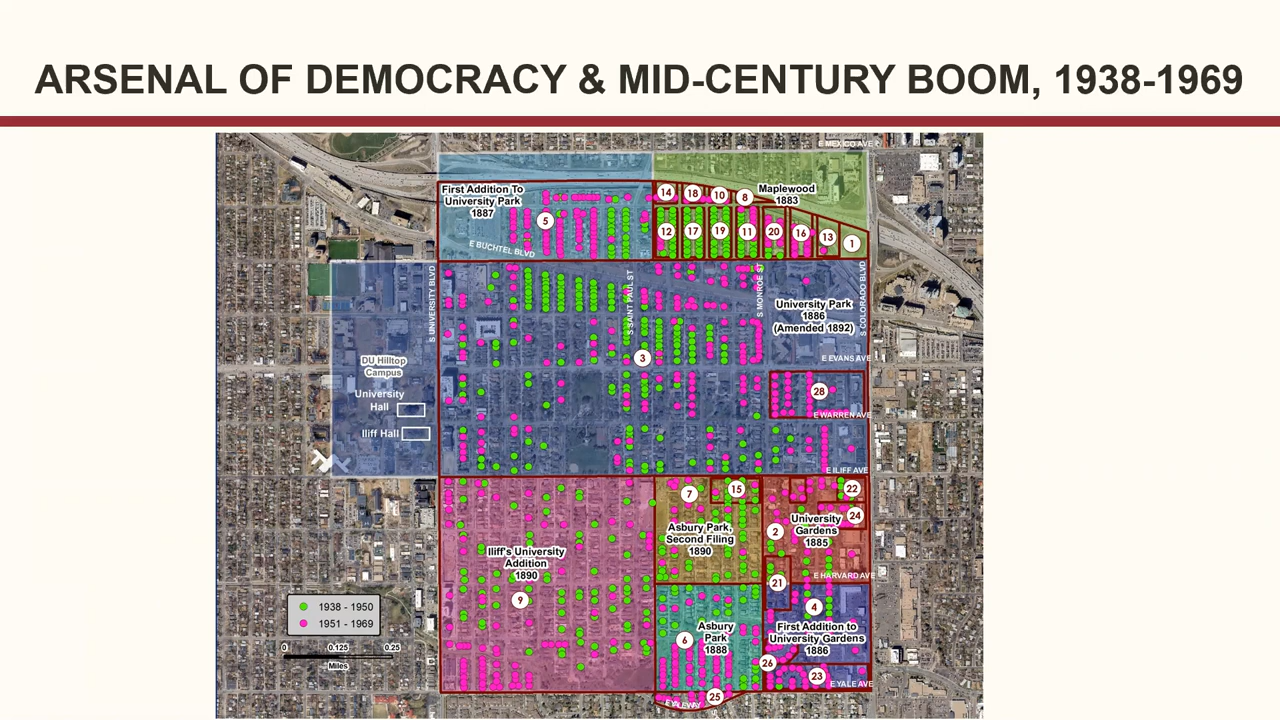 ARSENAL OF DEMOCRACY & MID-CENTURY BOOM, 1938-1969
E MEXICO AVE
First Addition To
University Park
1887
Maplewood
1883
14
18
10
8
5
12
17
19
11
20
16
13
1
E BUCHTEL BLVD
S UNIVERSITY BLVD
S SAINT PAUL ST
S MONROE ST
S COLORADO BLVD
University Park
1886
(Amended 1892)
DU Hilltop
Campus
3
E EVANS AVE
University
Hall
28
E WARREN AVE
Iliff Hall
E ILIFF AVE
7
15
22
Asbury Park,
Second Filing
1890
2
University
Gardens
1885
24
Iliff's University
Addition
1890
E HARVARD AVE
21
9
4
1938 - 1950
1951 - 1969
First Addition to
University Gardens
1886
6
Asbury
Park
1888
0
0.125
0.25
Miles
26
23
E YALE AVE
25